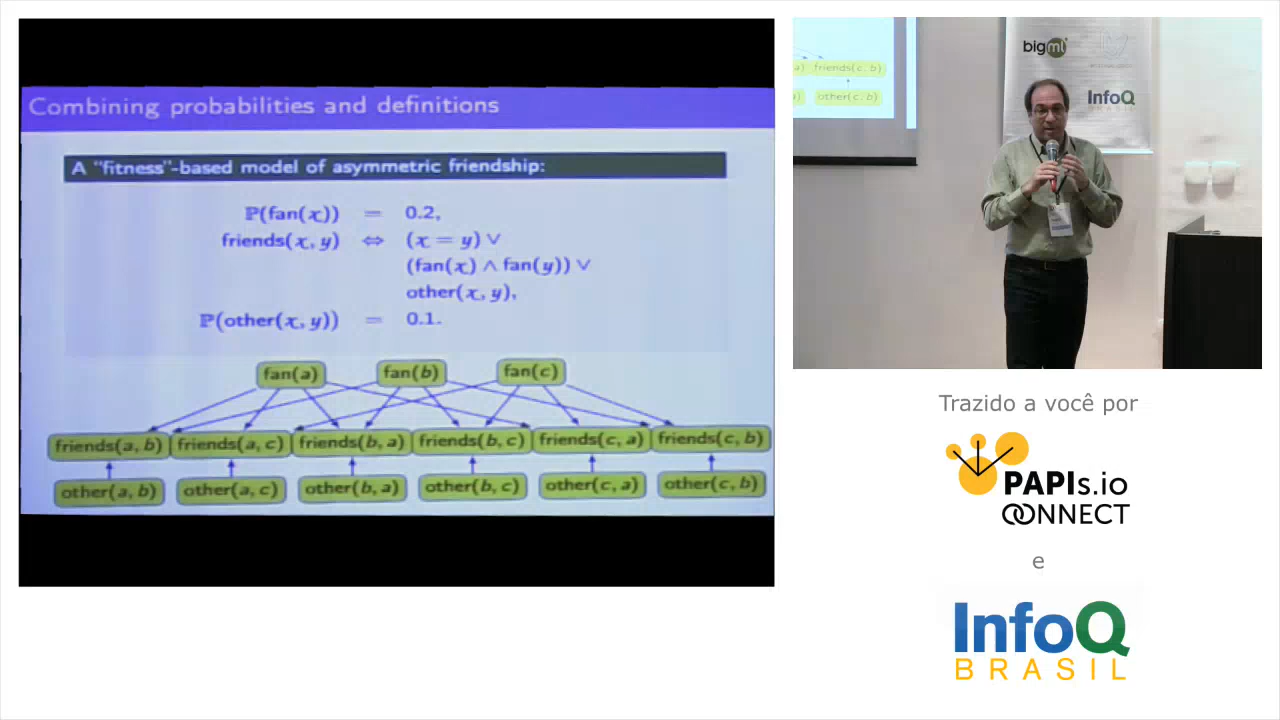 Combining probabilities and definitions
A "fitness"-based model of asymmetric friendship:
ℙ(fan(x)) = 0.2,
friends(x, y) ⇔ (x = y) ∨
(fan(x) ∧ fan(y)) ∨
other(x, y),
ℙ(other(x, y)) = 0.1.
fan(a) fan(b) fan(c)
friends(a, b) friends(a, c) friends(b, a) friends(b, c) friends(c, a) friends(c, b)
other(a, b) other(a, c) other(b, a) other(b, c) other(c, a) other(c, b)
bigml
a) friends(c, b)
) other(c, b)
InfoQ
BRASIL
Trazido a você por
PAPIs.io
CONNECT
e
InfoQ
BRASIL